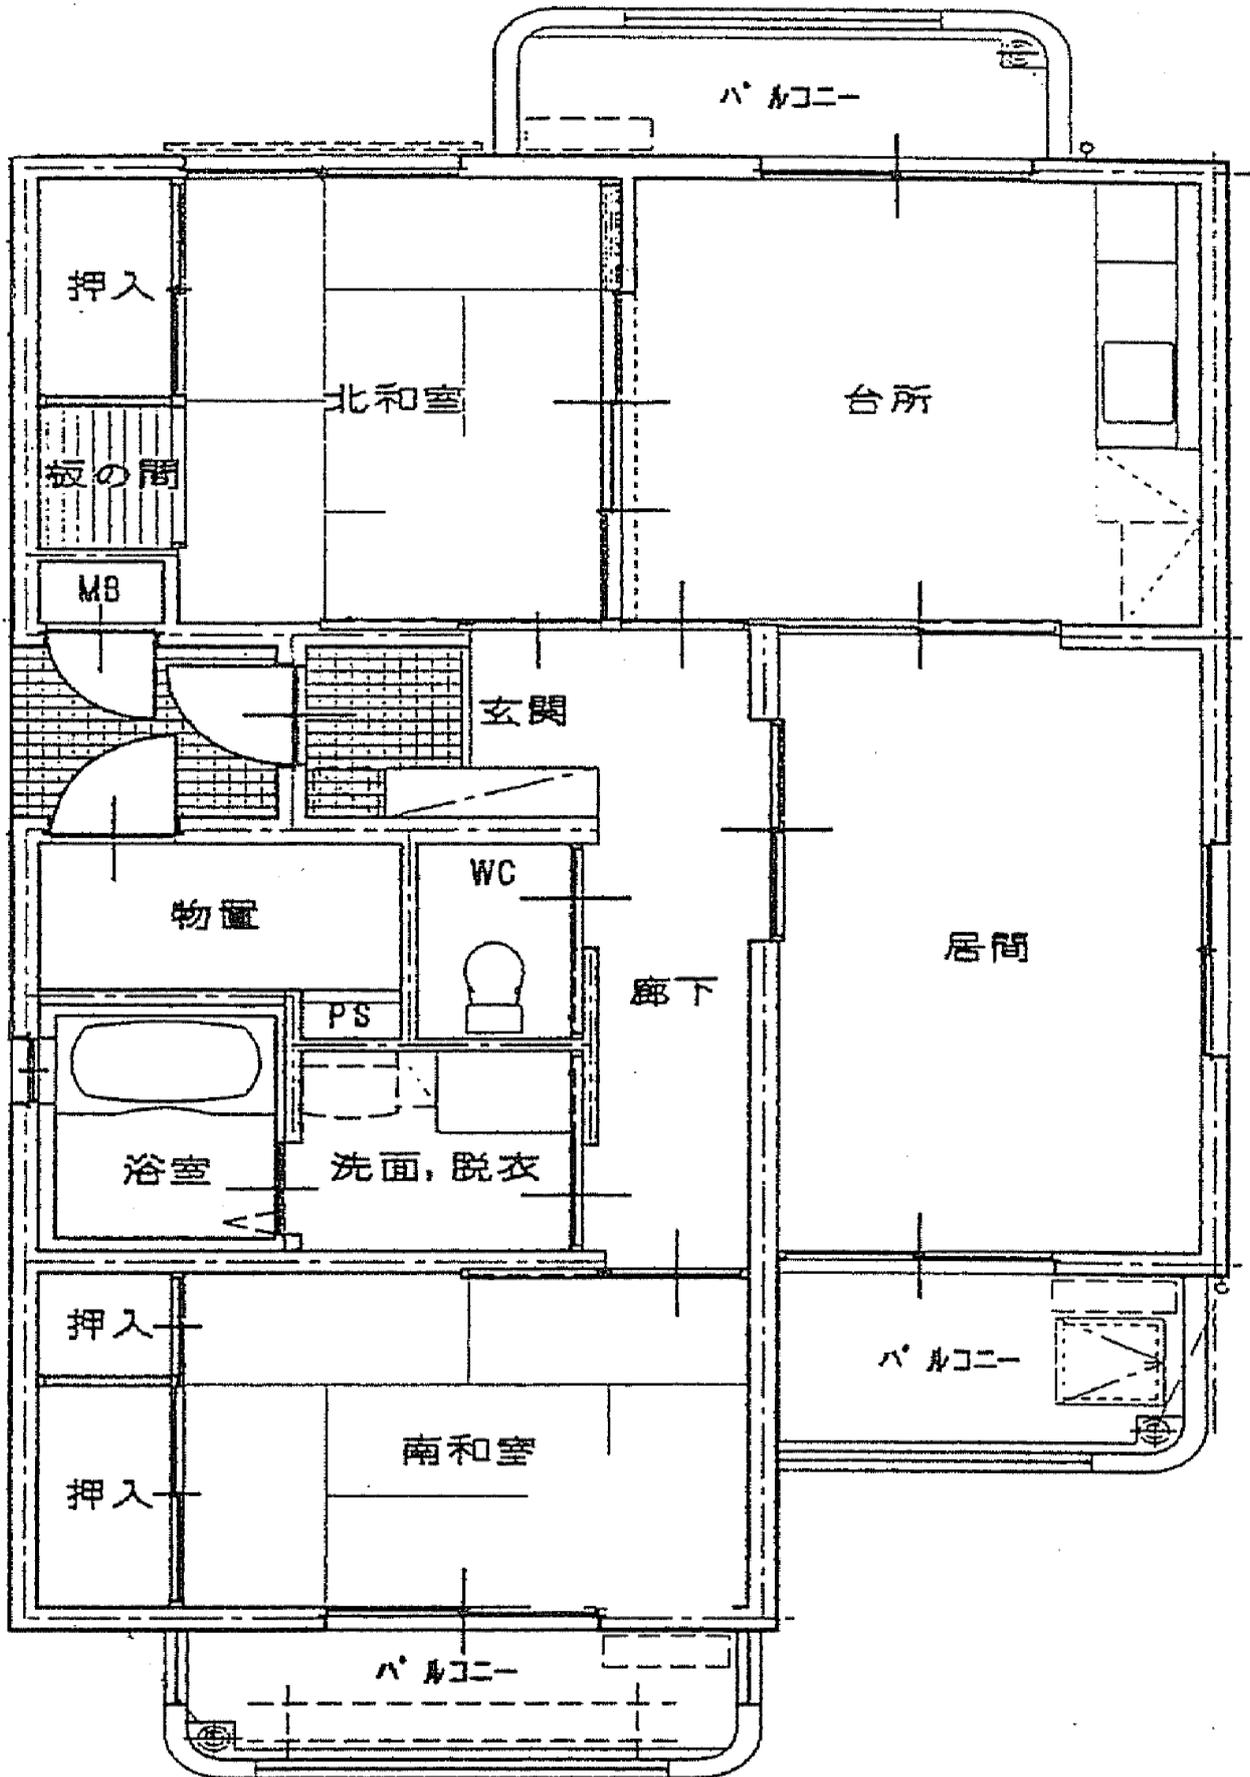 バルコニー
押入
北和室
台所
板の間
MB
玄関
WC
物置
居間
廊下
PS
浴室
洗面,脱衣
押入
バルコニー
南和室
押入
バルコニー